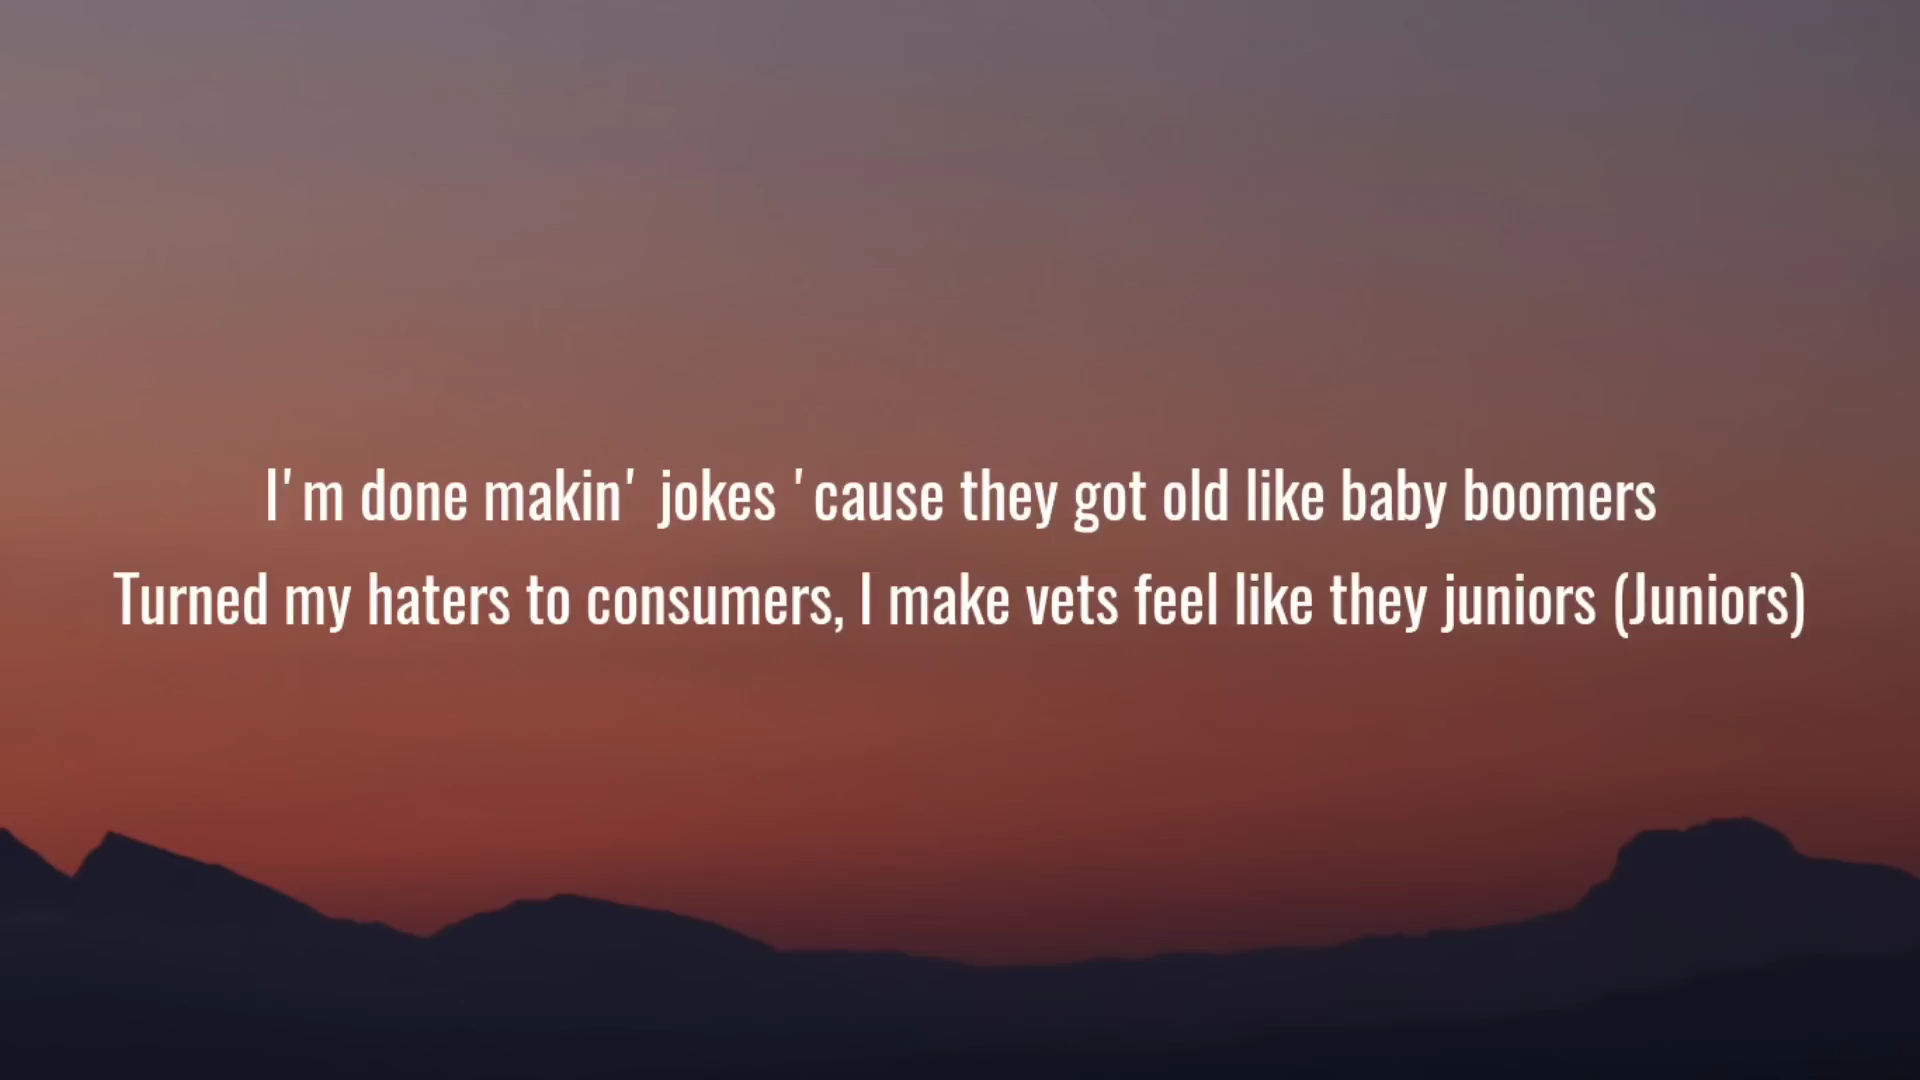 I'm done makin' jokes 'cause they got old like baby boomers
Turned my haters to consumers, I make vets feel like they juniors (Juniors)